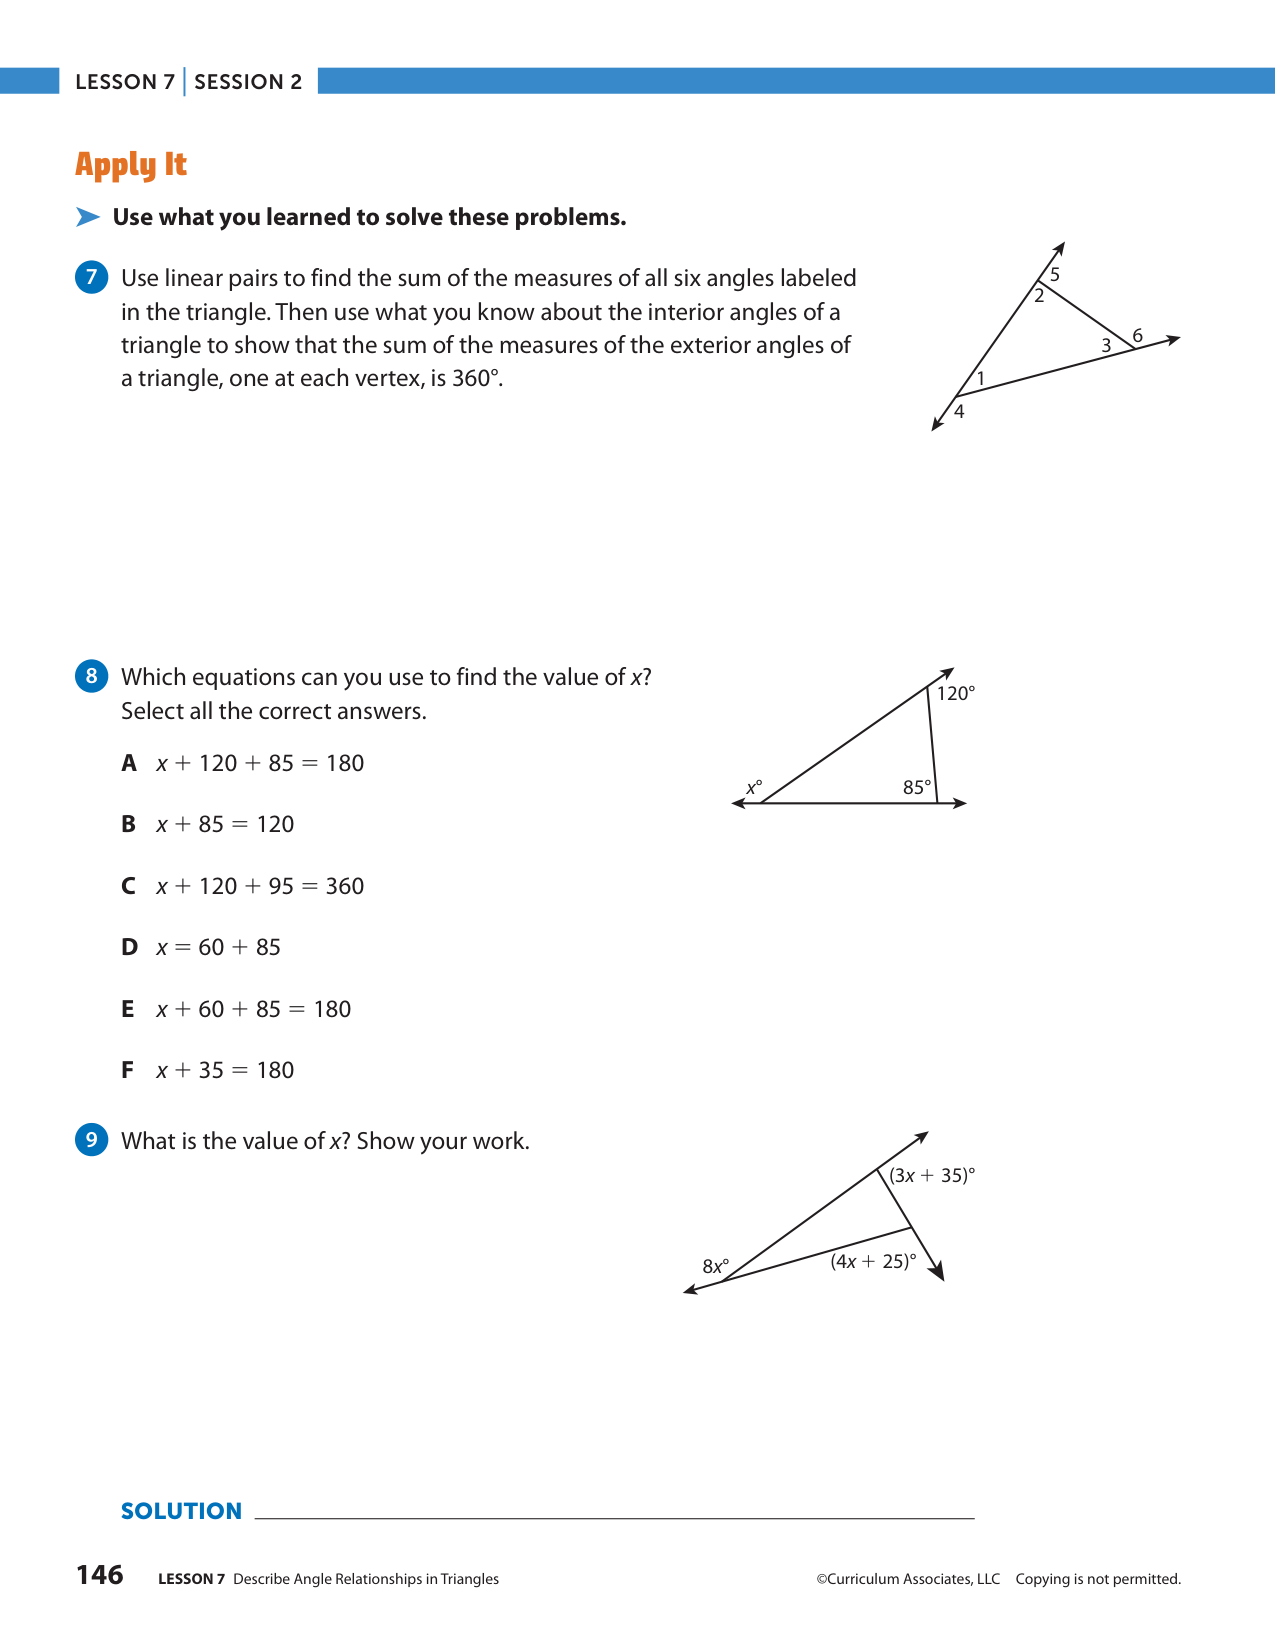 LESSON 7 | SESSION 2
Apply It
Use what you learned to solve these problems.
7 Use linear pairs to find the sum of the measures of all six angles labeled
in the triangle. Then use what you know about the interior angles of a
triangle to show that the sum of the measures of the exterior angles of
a triangle, one at each vertex, is 360°.
5
2
6
3
1
4
8 Which equations can you use to find the value of x?
Select all the correct answers.
A x + 120 + 85 = 180
B x + 85 = 120
C x + 120 + 95 = 360
D x = 60 + 85
E x + 60 + 85 = 180
F x + 35 = 180
120°
x°
85°
9 What is the value of x? Show your work.
(3x + 35)°
8x°
(4x + 25)°
SOLUTION
146 LESSON 7 Describe Angle Relationships in Triangles
©Curriculum Associates, LLC Copying is not permitted.